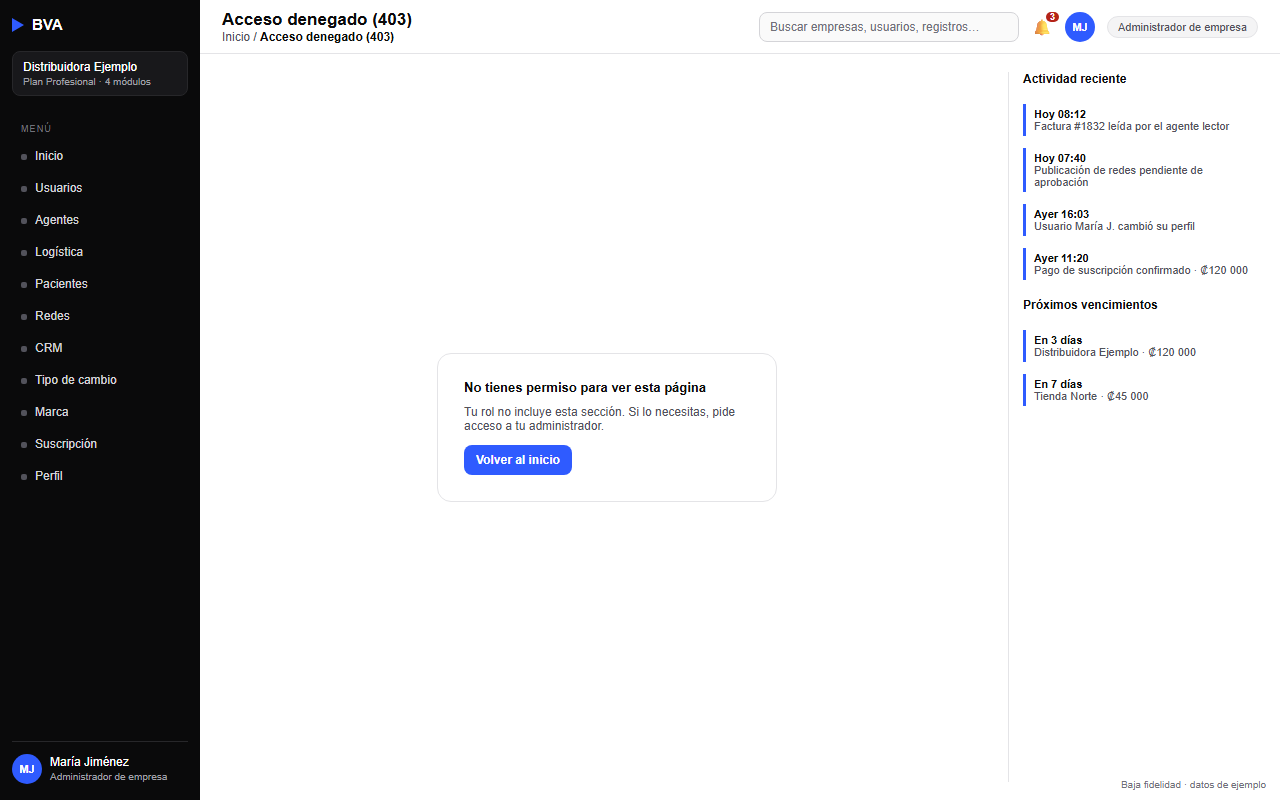 BVA
Distribuidora Ejemplo
Plan Profesional · 4 módulos
MENÚ
Inicio
Usuarios
Agentes
Logística
Pacientes
Redes
CRM
Tipo de cambio
Marca
Suscripción
Perfil
MJ
María Jiménez
Administrador de empresa
Acceso denegado (403)
Inicio / Acceso denegado (403)
Buscar empresas, usuarios, registros…
3
MJ
Administrador de empresa
No tienes permiso para ver esta página
Tu rol no incluye esta sección. Si lo necesitas, pide
acceso a tu administrador.
Volver al inicio
Actividad reciente
Hoy 08:12
Factura #1832 leída por el agente lector
Hoy 07:40
Publicación de redes pendiente de
aprobación
Ayer 16:03
Usuario María J. cambió su perfil
Ayer 11:20
Pago de suscripción confirmado · ₡120 000
Próximos vencimientos
En 3 días
Distribuidora Ejemplo · ₡120 000
En 7 días
Tienda Norte · ₡45 000
Baja fidelidad · datos de ejemplo